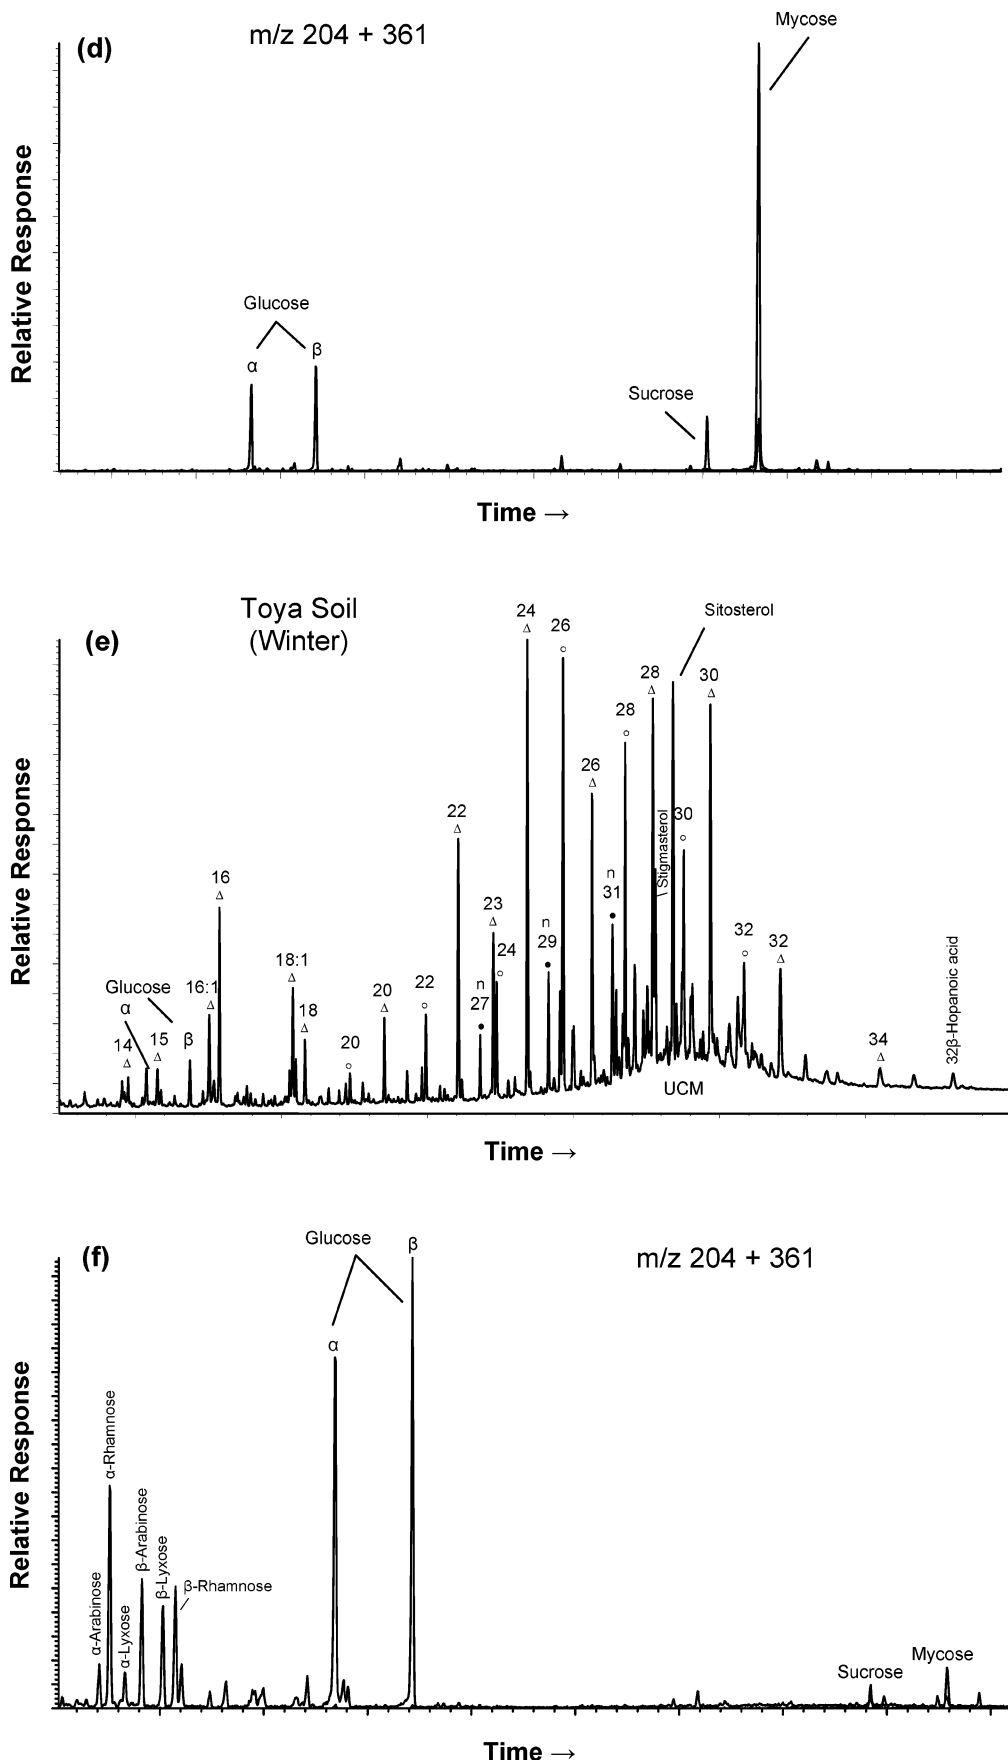 (d)
m/z 204 + 361
Mycose
Relative Response
Glucose
α
β
Sucrose
Time →
(e)
Toya Soil
(Winter)
Relative Response
24
Δ
26
○
Sitosterol
28
Δ
30
Δ
28
○
26
Δ
22
Δ
Stigmasterol
30
○
16
Δ
n
31
●
23
Δ
n
29
●
24
○
32
○
32
Δ
32β-Hopanoic acid
18:1
Δ
Glucose
α
β
16:1
Δ
22
○
20
Δ
n
27
●
18
Δ
14
Δ
15
Δ
20
○
34
Δ
UCM
Time →
(f)
m/z 204 + 361
Relative Response
Glucose
α
β
α-Arabinose
α-Rhamnose
α-Lyxose
β-Arabinose
β-Lyxose
β-Rhamnose
Sucrose
Mycose
Time →